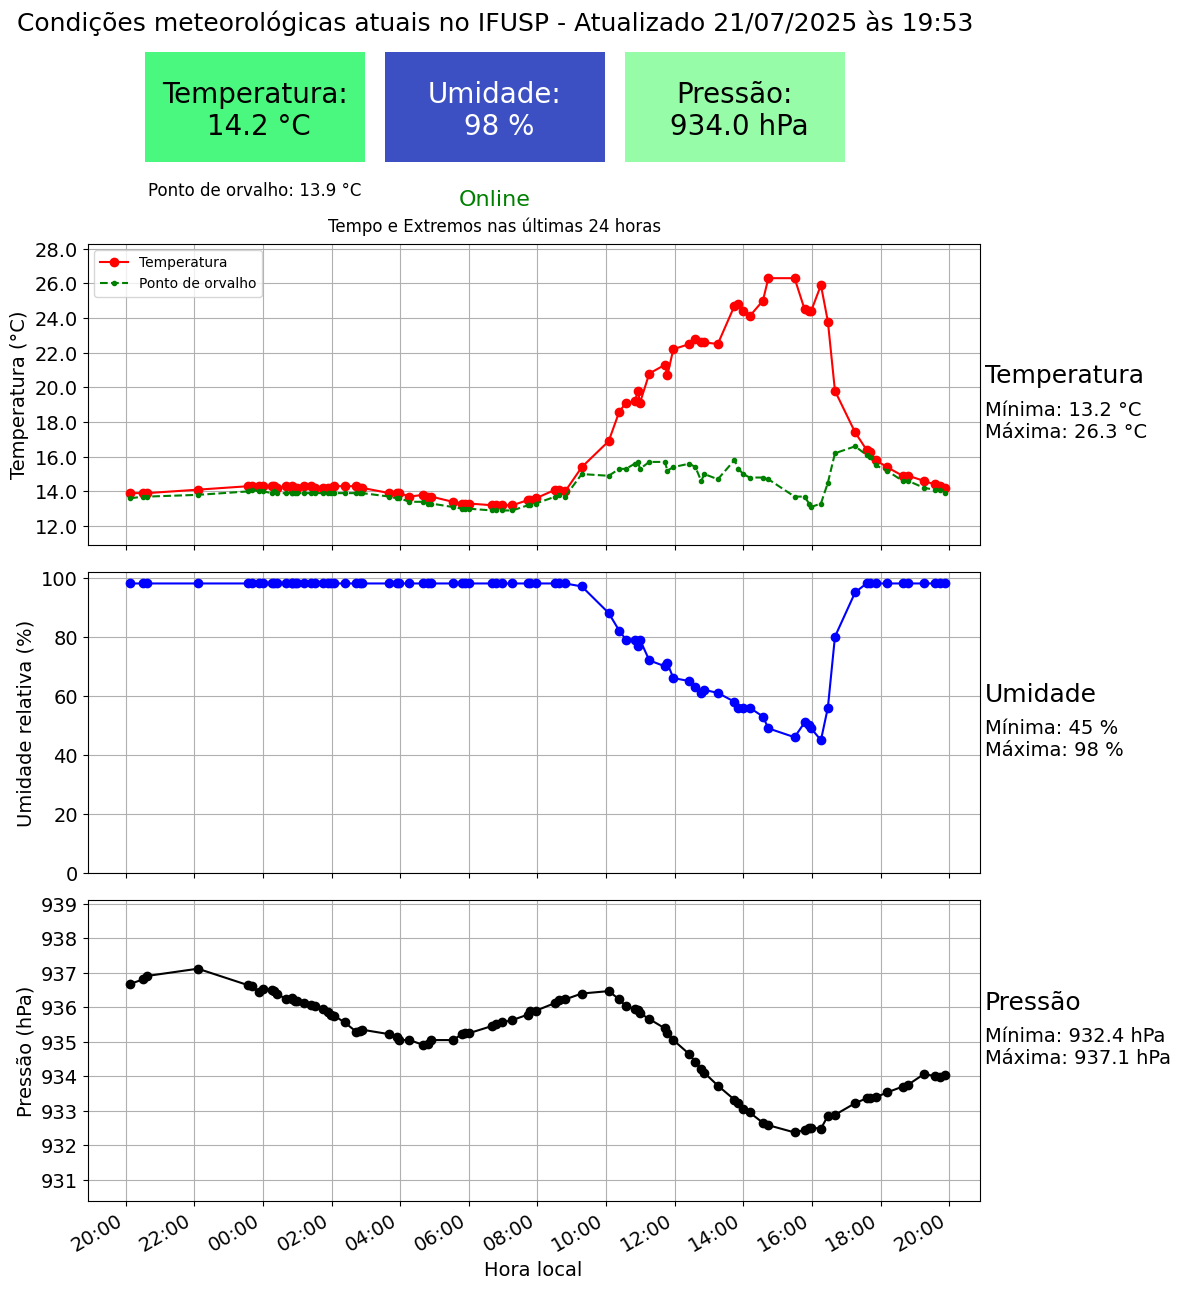 Condições meteorológicas atuais no IFUSP - Atualizado 21/07/2025 às 19:53
Temperatura:
14.2 °C
Umidade:
98 %
Pressão:
934.0 hPa
Ponto de orvalho: 13.9 °C
Online
Tempo e Extremos nas últimas 24 horas
Temperatura (°C)
28.0
26.0
24.0
22.0
20.0
18.0
16.0
14.0
12.0
Temperatura
Ponto de orvalho
Temperatura
Mínima: 13.2 °C
Máxima: 26.3 °C
Umidade relativa (%)
100
80
60
40
20
0
Umidade
Mínima: 45 %
Máxima: 98 %
Pressão (hPa)
939
938
937
936
935
934
933
932
931
Pressão
Mínima: 932.4 hPa
Máxima: 937.1 hPa
20:00
22:00
00:00
02:00
04:00
06:00
08:00
10:00
12:00
14:00
16:00
18:00
20:00
Hora local